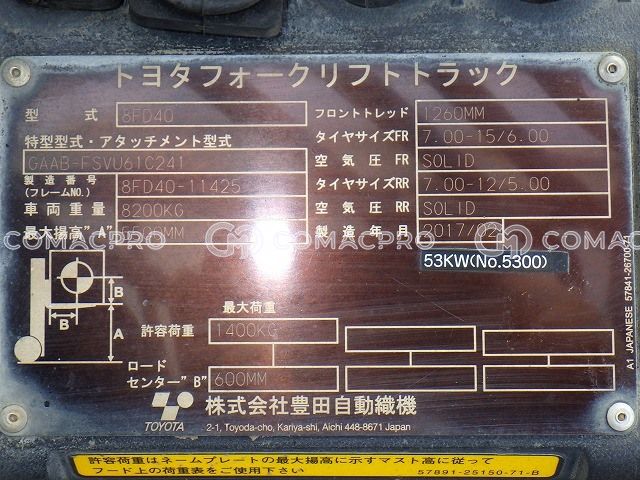 トヨタフォークリフトトラック
型 式 8FD40 フロントトレッド 1260MM
特型型式・アタッチメント型式 タイヤサイズFR 7.00-15/6.00
GAAB-FSVU61C241 空気圧FR SOLID
製造番号(フレームNO.) 8FD40-11425 タイヤサイズRR 7.00-12/5.00
車両重量 8200KG 空気圧RR SOLID
最大揚高"A" MM 製造年月 2017/02
COMACPRO COMACPRO COMACPRO
53KW(No.5300)
B
B
A
最大荷重
許容荷重 1400KG
ロードセンター"B" 600MM
TOYOTA 株式会社豊田自動織機
2-1, Toyoda-cho, Kariya-shi, Aichi 448-8671 Japan
A1 JAPANESE 57841-26700-71
許容荷重はネームプレートの最大揚高に示すマスト高に従って
フード上の荷重表をご使用下さい 57891-25150-71-B